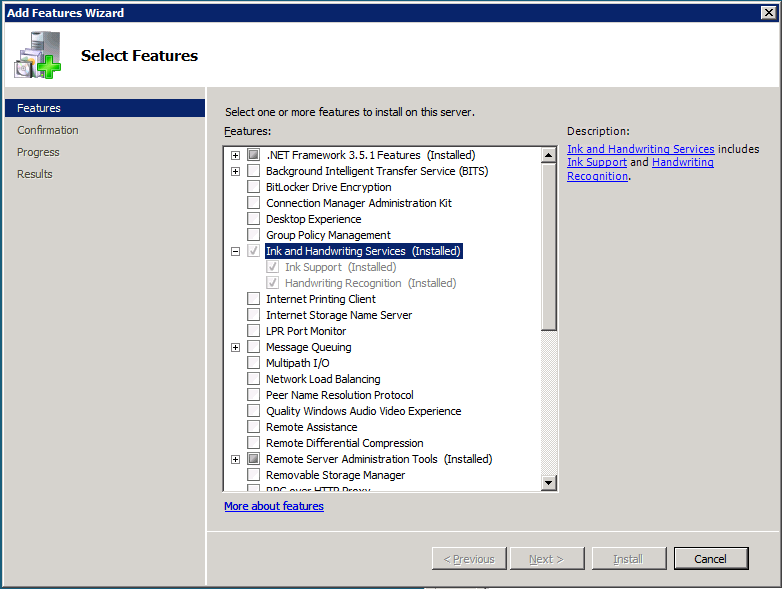 Add Features Wizard
Select Features
Features
Confirmation
Progress
Results
Select one or more features to install on this server.
Features:
.NET Framework 3.5.1 Features (Installed)
Background Intelligent Transfer Service (BITS)
BitLocker Drive Encryption
Connection Manager Administration Kit
Desktop Experience
Group Policy Management
Ink and Handwriting Services (Installed)
Ink Support (Installed)
Handwriting Recognition (Installed)
Internet Printing Client
Internet Storage Name Server
LPR Port Monitor
Message Queuing
Multipath I/O
Network Load Balancing
Peer Name Resolution Protocol
Quality Windows Audio Video Experience
Remote Assistance
Remote Differential Compression
Remote Server Administration Tools (Installed)
Removable Storage Manager
RPC over HTTP Proxy
More about features
Description:
Ink and Handwriting Services includes
Ink Support and Handwriting
Recognition.
< Previous
Next >
Install
Cancel